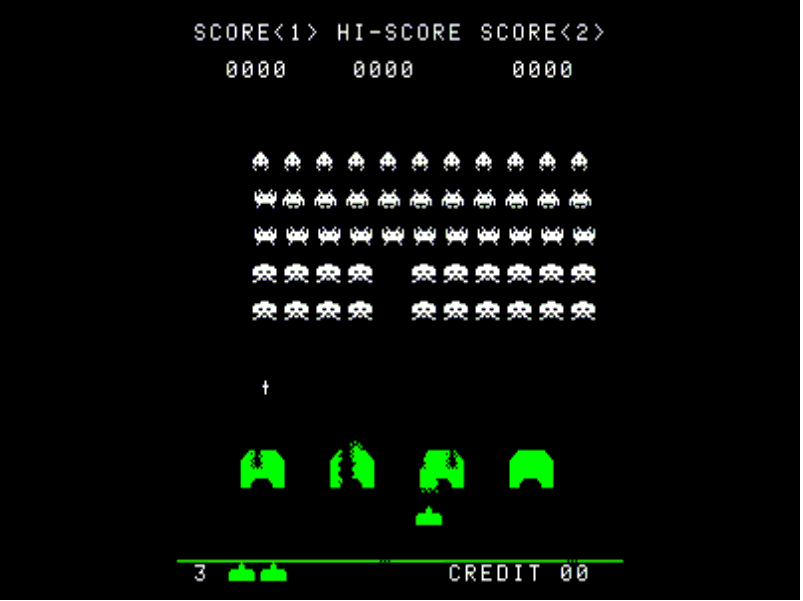 SCORE<1> HI-SCORE SCORE<2>
0000 0000 0000
3 CREDIT 00